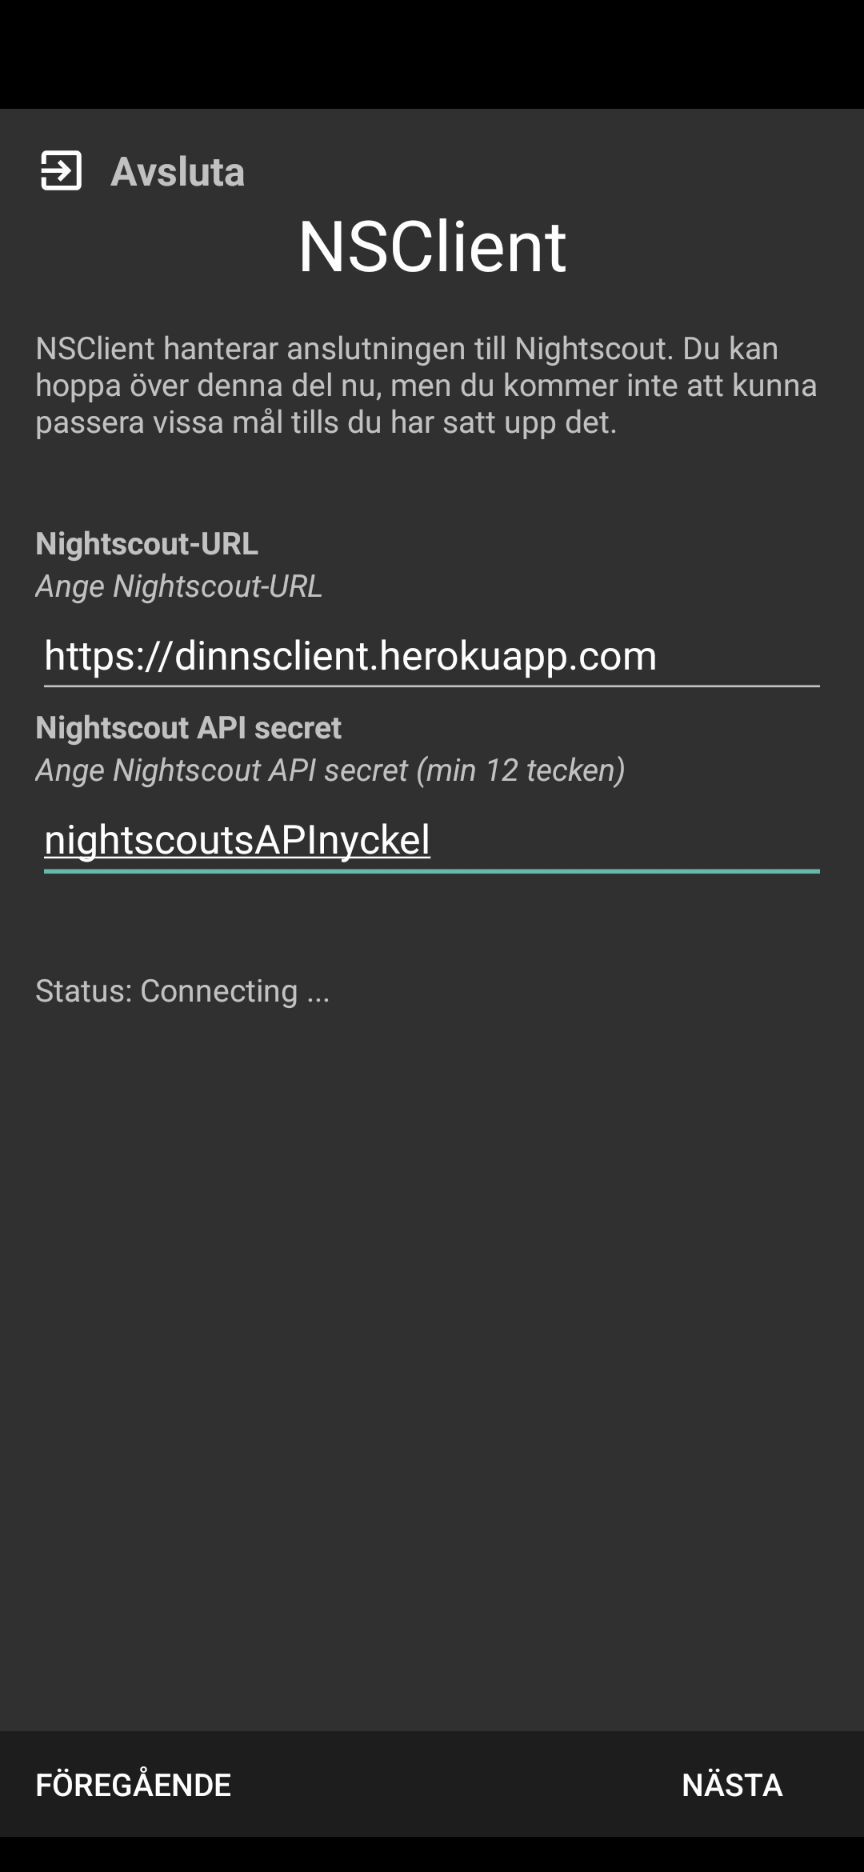 Avsluta
NSClient
NSClient hanterar anslutningen till Nightscout. Du kan
hoppa över denna del nu, men du kommer inte att kunna
passera vissa mål tills du har satt upp det.
Nightscout-URL
Ange Nightscout-URL
https://dinnsclient.herokuapp.com
Nightscout API secret
Ange Nightscout API secret (min 12 tecken)
nightscoutsAPInyckel
Status: Connecting ...
FÖREGÅENDE
NÄSTA